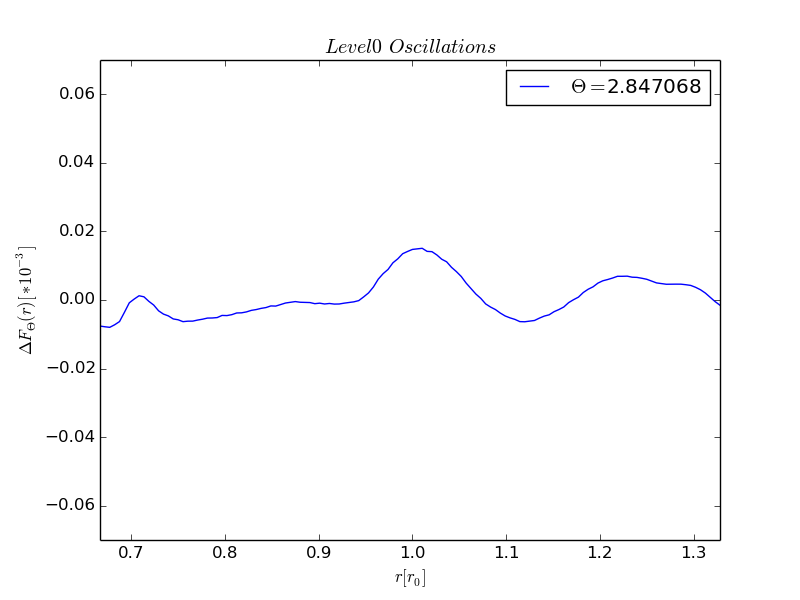 Level0 Oscillations
Θ=2.847068
0.06
0.04
0.02
0.00
−0.02
−0.04
−0.06
ΔF_Θ(r)[*10^{-3}]
0.7 0.8 0.9 1.0 1.1 1.2 1.3
r[r_0]